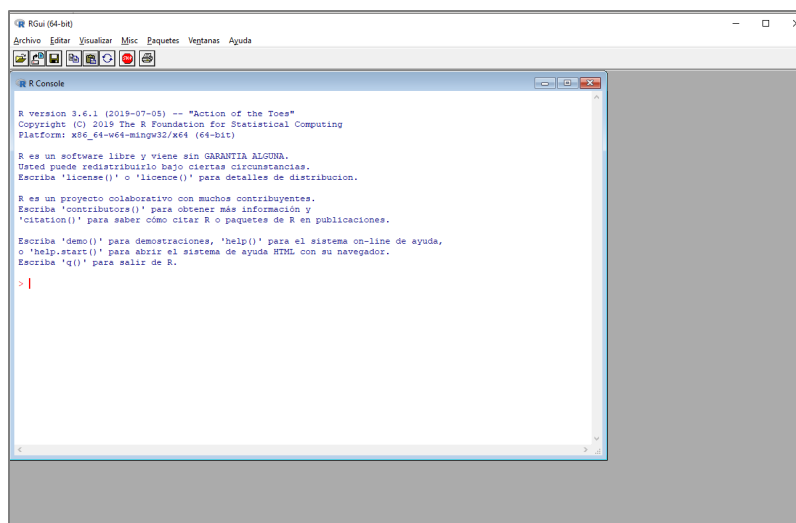 RGui (64-bit)
Archivo Editar Visualizar Misc Paquetes Ventanas Ayuda
STOP
R Console
R version 3.6.1 (2019-07-05) -- "Action of the Toes"
Copyright (C) 2019 The R Foundation for Statistical Computing
Platform: x86_64-w64-mingw32/x64 (64-bit)
R es un software libre y viene sin GARANTIA ALGUNA.
Usted puede redistribuirlo bajo ciertas circunstancias.
Escriba 'license()' o 'licence()' para detalles de distribucion.
R es un proyecto colaborativo con muchos contribuyentes.
Escriba 'contributors()' para obtener más información y
'citation()' para saber cómo citar R o paquetes de R en publicaciones.
Escriba 'demo()' para demostraciones, 'help()' para el sistema on-line de ayuda,
o 'help.start()' para abrir el sistema de ayuda HTML con su navegador.
Escriba 'q()' para salir de R.
>